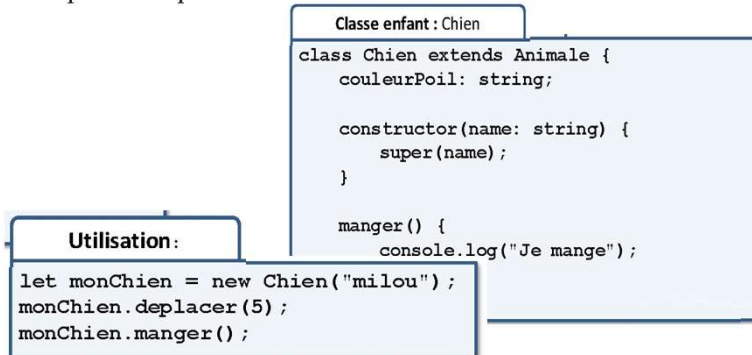 Classe enfant : Chien
class Chien extends Animale {
    couleurPoil: string;

    constructor(name: string) {
        super(name);
    }

    manger() {
        console.log("Je mange");
Utilisation:
let monChien = new Chien("milou");
monChien.deplacer(5);
monChien.manger();